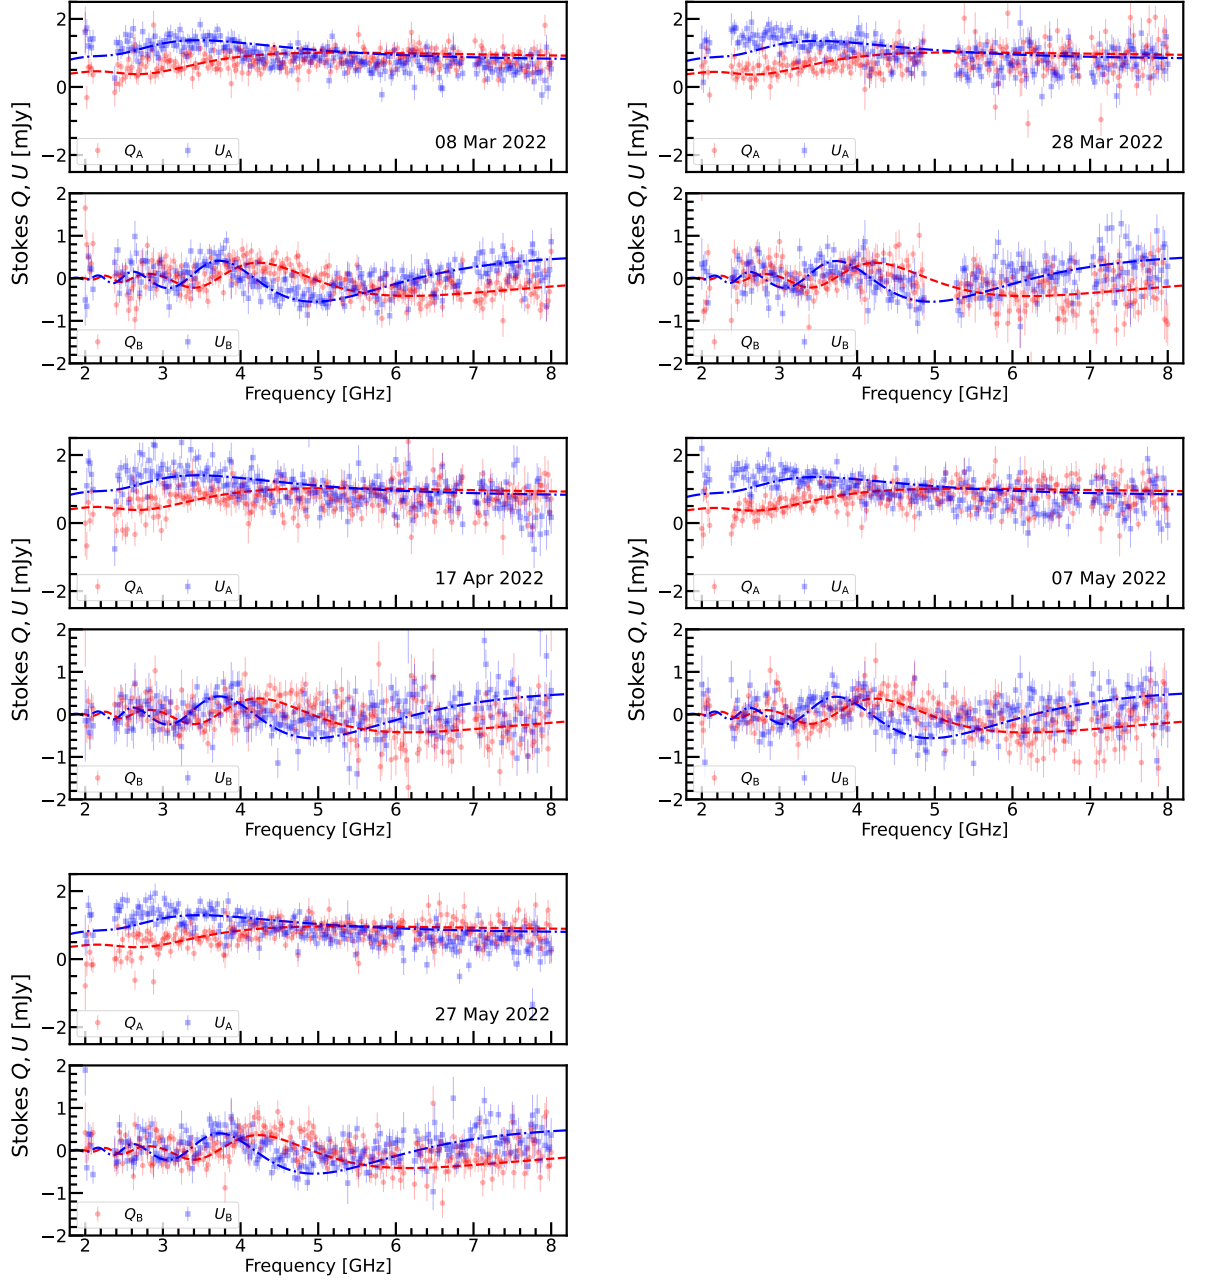 Stokes Q, U [mJy]
2
0
−2
Q_A U_A
08 Mar 2022
2
1
0
−1
−2
Q_B U_B
2 3 4 5 6 7 8
Frequency [GHz]
Stokes Q, U [mJy]
2
0
−2
Q_A U_A
28 Mar 2022
2
1
0
−1
−2
Q_B U_B
2 3 4 5 6 7 8
Frequency [GHz]
Stokes Q, U [mJy]
2
0
−2
Q_A U_A
17 Apr 2022
2
1
0
−1
−2
Q_B U_B
2 3 4 5 6 7 8
Frequency [GHz]
Stokes Q, U [mJy]
2
0
−2
Q_A U_A
07 May 2022
2
1
0
−1
−2
Q_B U_B
2 3 4 5 6 7 8
Frequency [GHz]
Stokes Q, U [mJy]
2
0
−2
Q_A U_A
27 May 2022
2
1
0
−1
−2
Q_B U_B
2 3 4 5 6 7 8
Frequency [GHz]